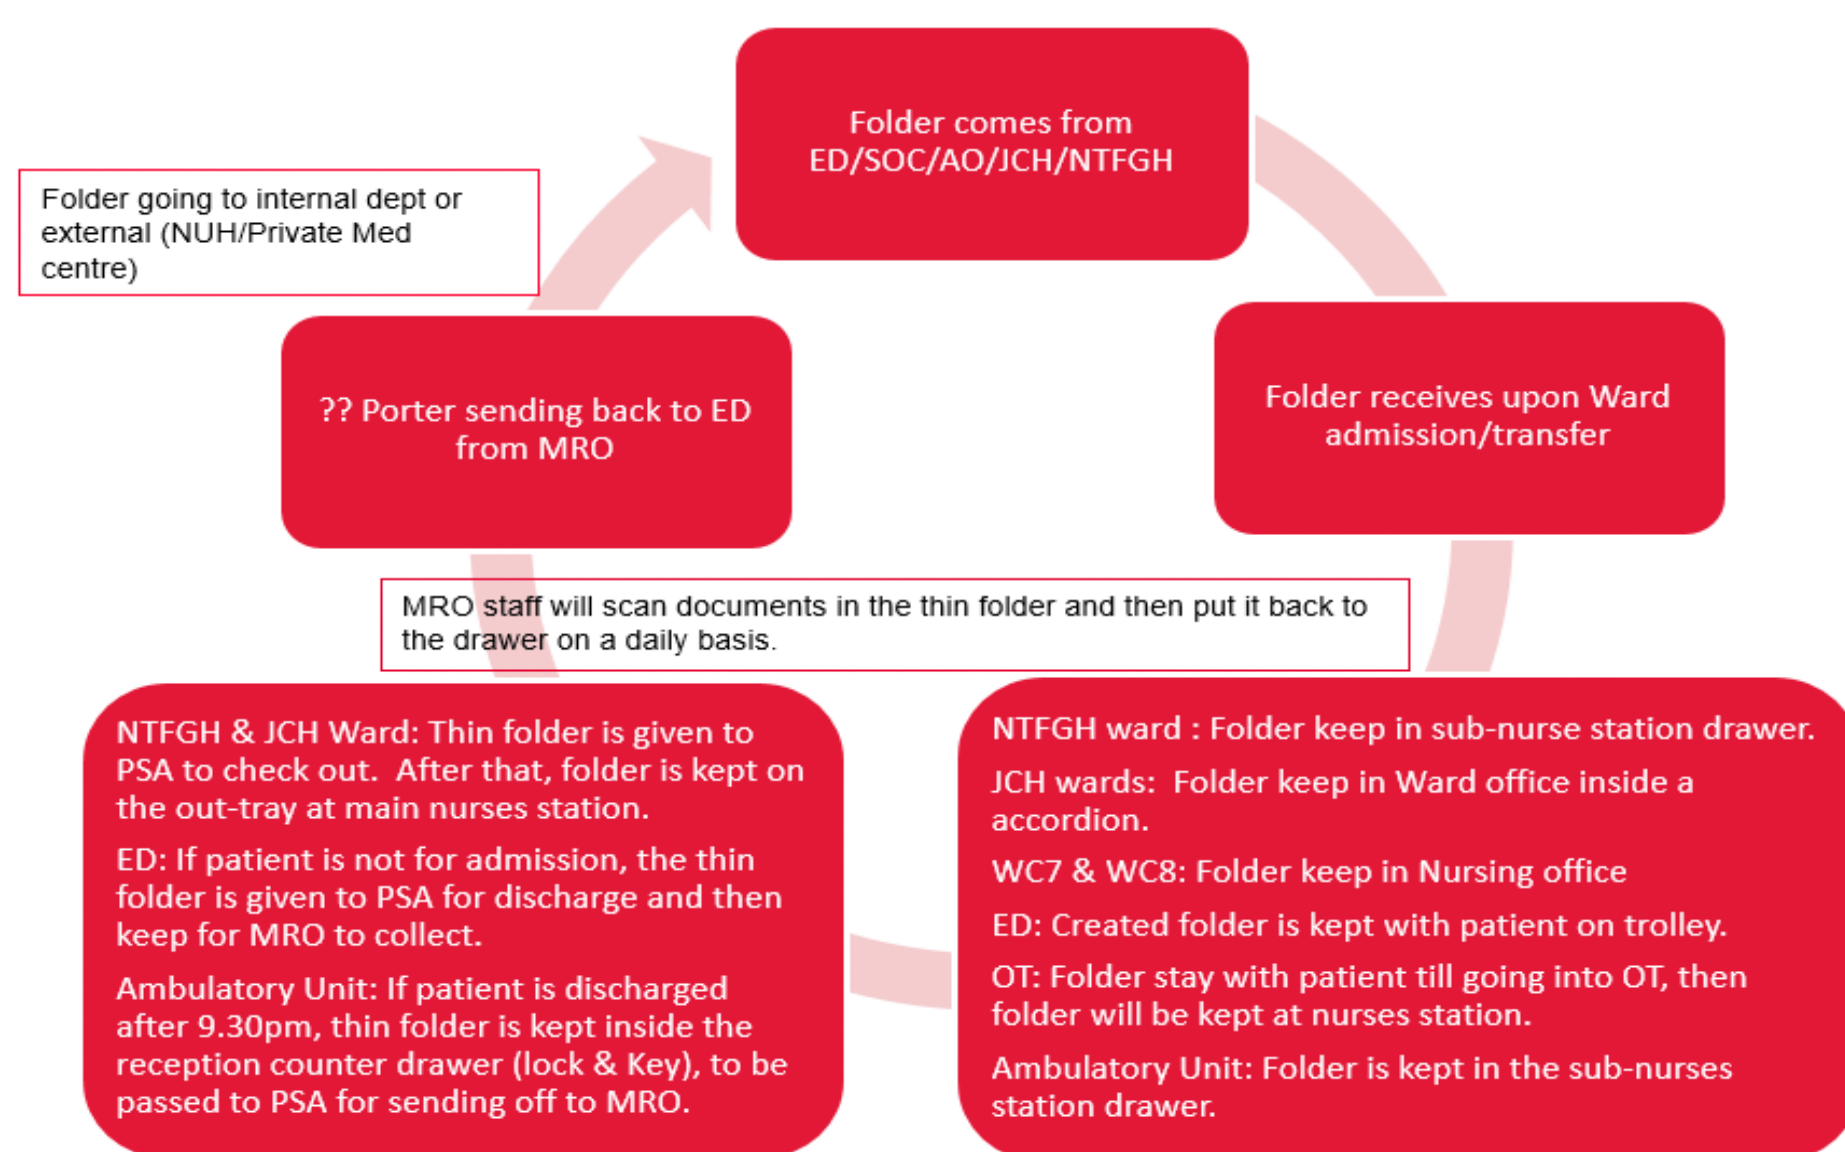 Folder comes from
ED/SOC/AO/JCH/NTFGH
Folder going to internal dept or
external (NUH/Private Med
centre)
?? Porter sending back to ED
from MRO
Folder receives upon Ward
admission/transfer
MRO staff will scan documents in the thin folder and then put it back to
the drawer on a daily basis.
NTFGH & JCH Ward: Thin folder is given to
PSA to check out.  After that, folder is kept on
the out-tray at main nurses station.
ED: If patient is not for admission, the thin
folder is given to PSA for discharge and then
keep for MRO to collect.
Ambulatory Unit: If patient is discharged
after 9.30pm, thin folder is kept inside the
reception counter drawer (lock & Key), to be
passed to PSA for sending off to MRO.
NTFGH ward : Folder keep in sub-nurse station drawer.
JCH wards:  Folder keep in Ward office inside a
accordion.
WC7 & WC8: Folder keep in Nursing office
ED: Created folder is kept with patient on trolley.
OT: Folder stay with patient till going into OT, then
folder will be kept at nurses station.
Ambulatory Unit: Folder is kept in the sub-nurses
station drawer.